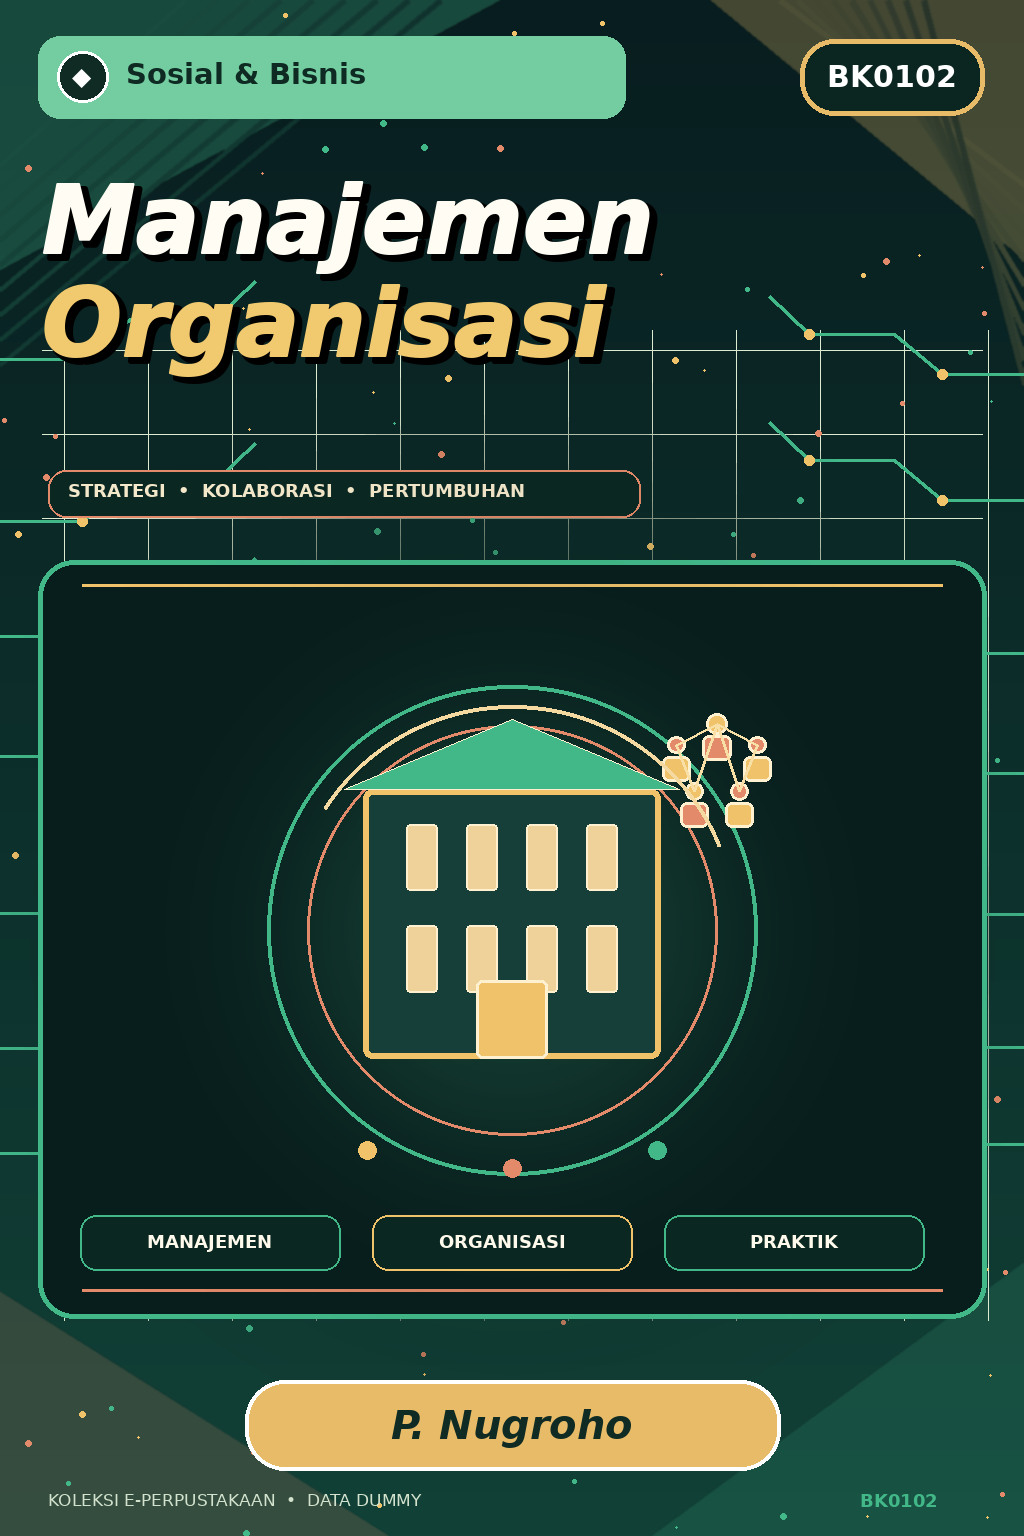 Sosial & Bisnis
BK0102
Manajemen
Organisasi
STRATEGI • KOLABORASI • PERTUMBUHAN
MANAJEMEN
ORGANISASI
PRAKTIK
P. Nugroho
KOLEKSI E-PERPUSTAKAAN • DATA DUMMY
BK0102